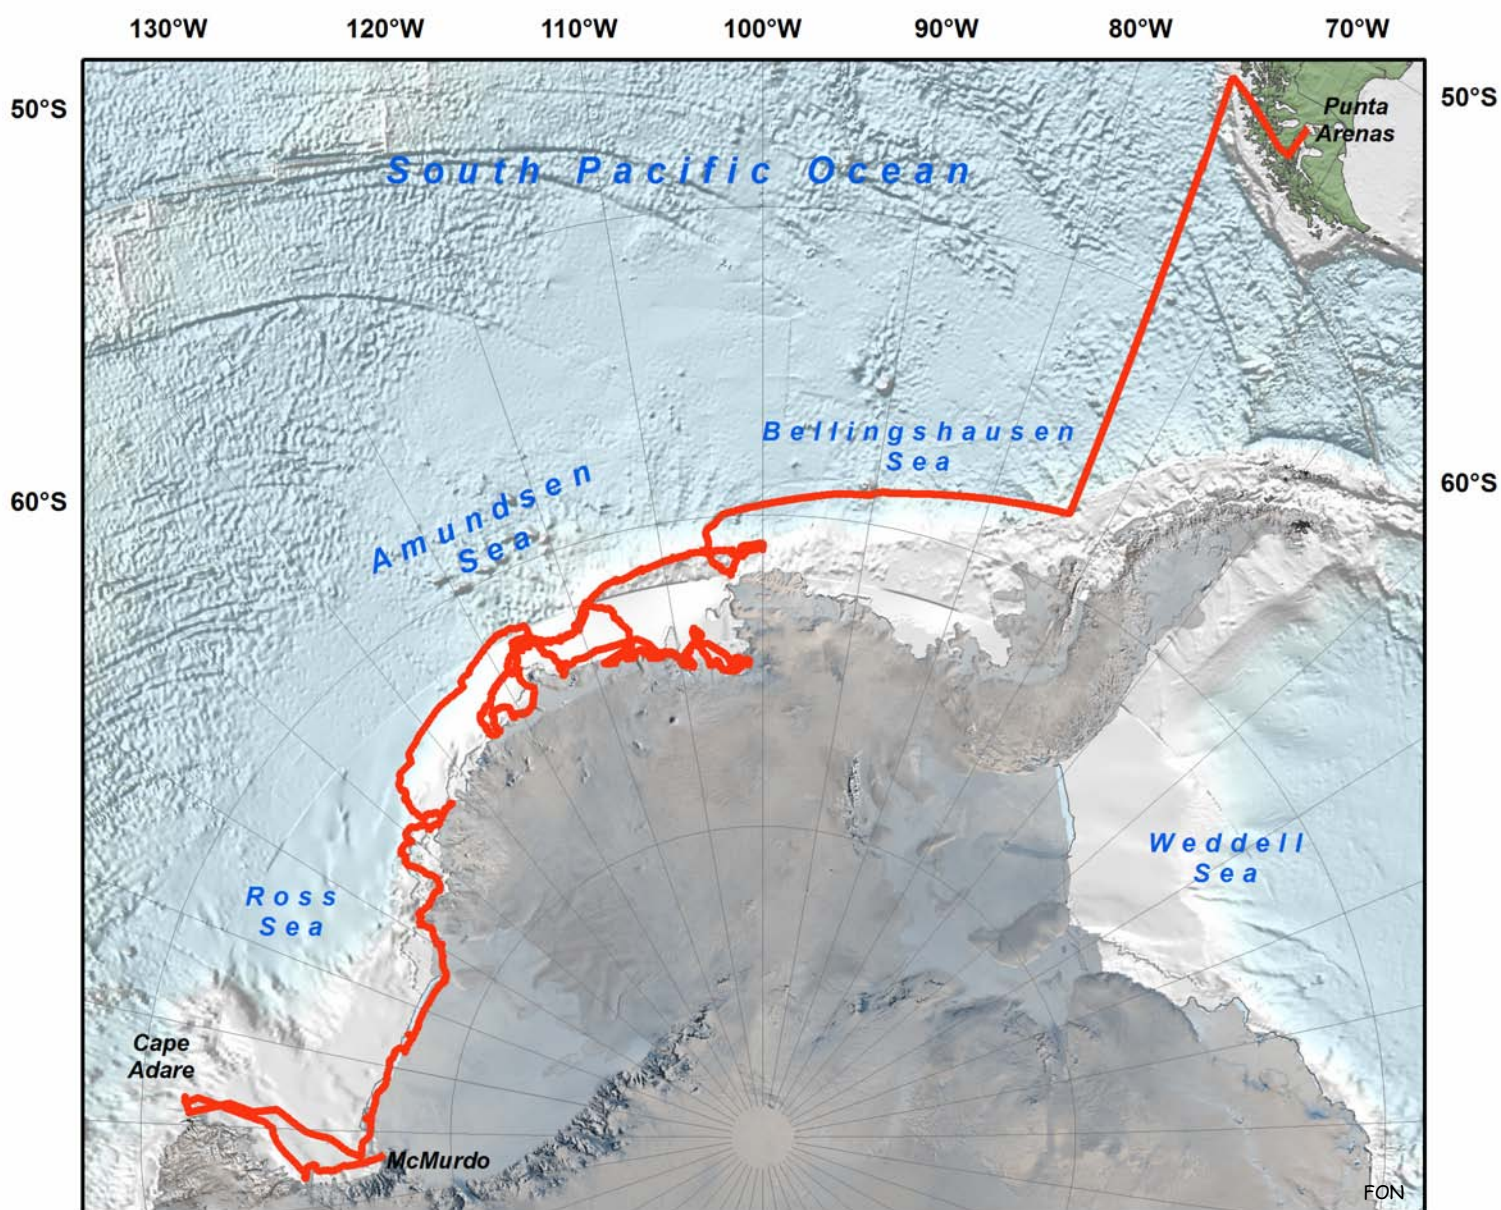 130°W 120°W 110°W 100°W 90°W 80°W 70°W
50°S 50°S
Punta
Arenas
South Pacific Ocean
Bellingshausen
Sea
Amundsen
Sea
60°S 60°S
Weddell
Sea
Ross
Sea
Cape
Adare
McMurdo
FON